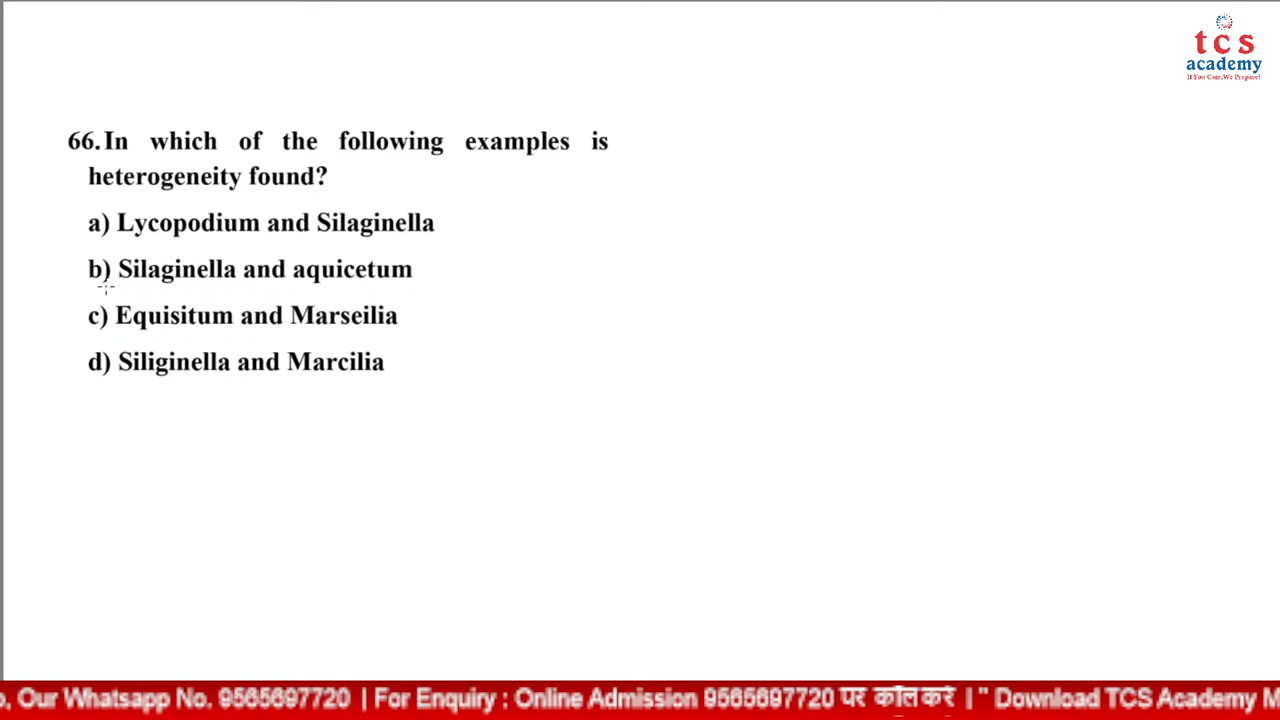 tcs
academy
If You Care,We Prepare!
66. In which of the following examples is
heterogeneity found?
a) Lycopodium and Silaginella
b) Silaginella and aquicetum
c) Equisitum and Marseilia
d) Siliginella and Marcilia
, Our Whatsapp No. 9565697720 | For Enquiry : Online Admission 9565697720 पर कॉल करे | " Download TCS Academy